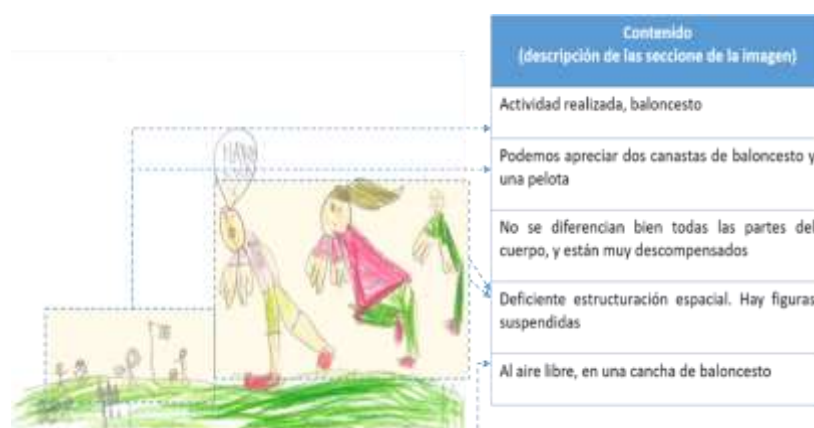 Contenido
(descripción de las seccione de la imagen)
Actividad realizada, baloncesto
Podemos apreciar dos canastas de baloncesto y
una pelota
No se diferencian bien todas las partes del
cuerpo, y están muy descompensados
Deficiente estructuración espacial. Hay figuras
suspendidas
Al aire libre, en una cancha de baloncesto